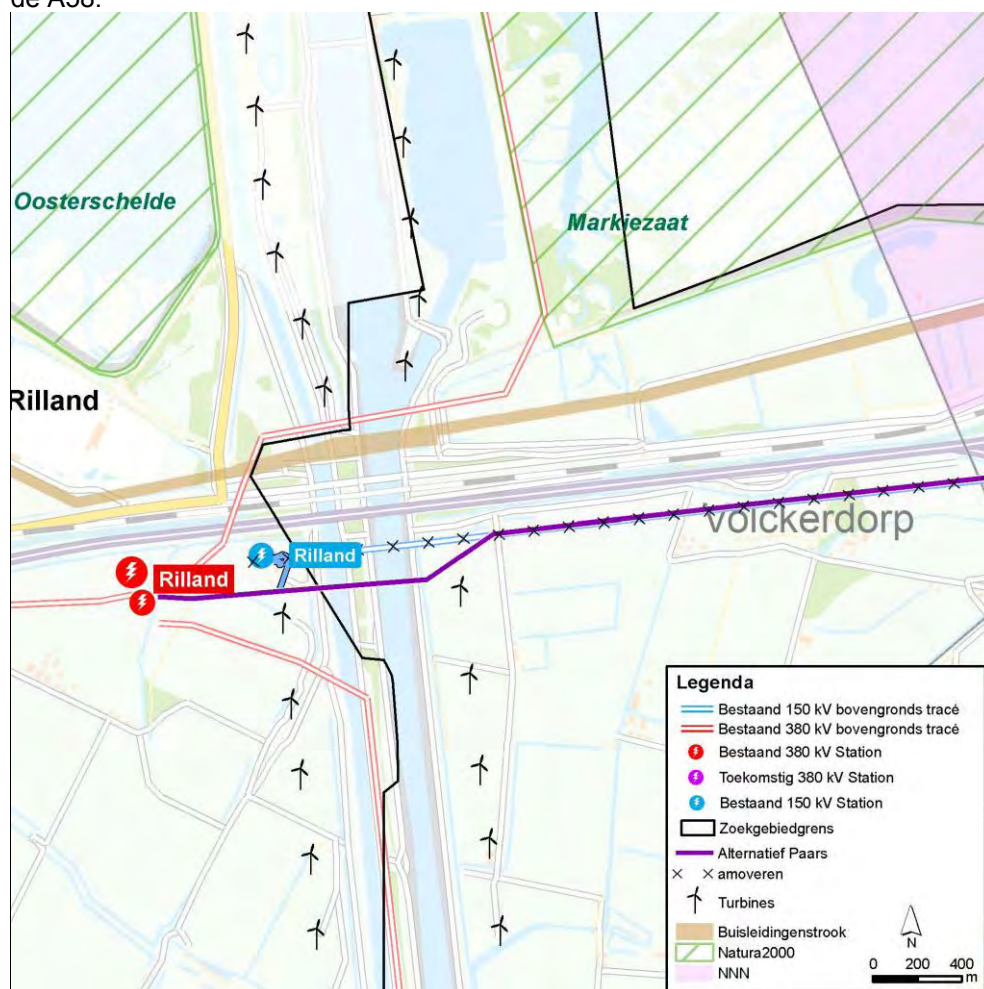 de A58.
Oosterschelde
Markiezaat
Rilland
Volckerdorp
Rilland
Rilland
Legenda
Bestaand 150 kV bovengronds tracé
Bestaand 380 kV bovengronds tracé
Bestaand 380 kV Station
Toekomstig 380 kV Station
Bestaand 150 kV Station
Zoekgebiedgrens
Alternatief Paars
amoveren
Turbines
Buisleidingenstrook
Natura2000
NNN
N
0 200 400
m